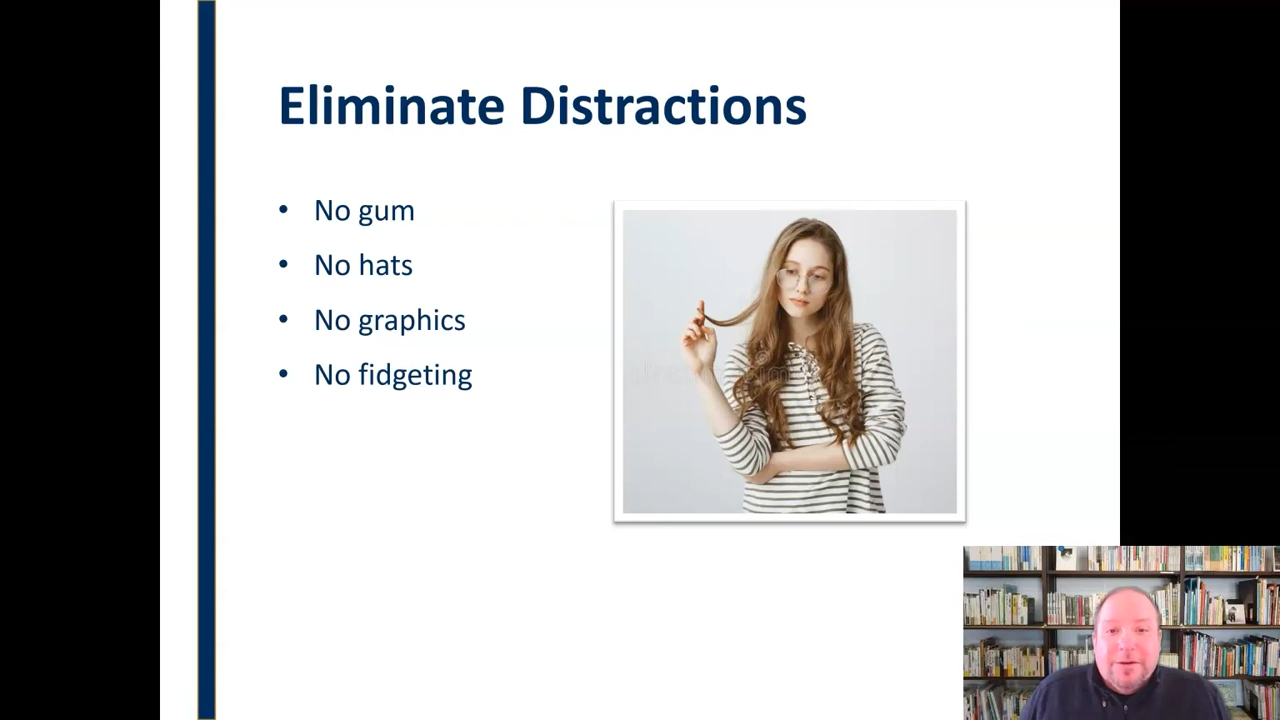 Eliminate Distractions
• No gum
• No hats
• No graphics
• No fidgeting